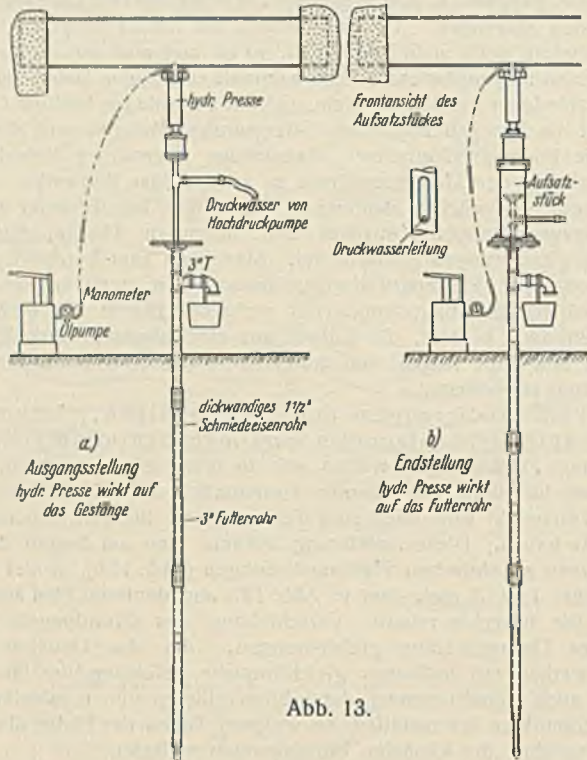 hydr. Presse
Druckwasser von
Hochdruckpumpe
3" T
Manometer
Ölpumpe
dickwandiges 1½"
Schmiedeeisenrohr
a)
Ausgangsstellung
hydr. Presse wirkt auf
das Gestänge
3" Futterrohr
Frontansicht des
Aufsatzstückes
Aufsatz-
stück
Druckwasserleitung
b)
Endstellung
hydr. Presse wirkt
auf das Futterrohr
Abb. 13.